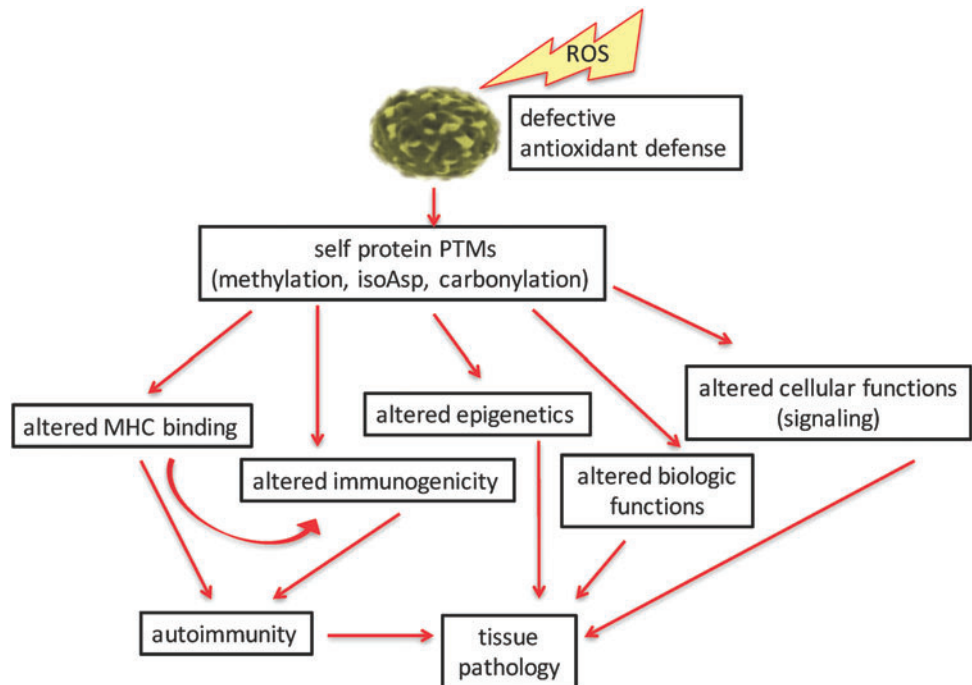 ROS
defective
antioxidant defense
self protein PTMs
(methylation, isoAsp, carbonylation)
altered MHC binding
altered immunogenicity
altered epigenetics
altered biologic
functions
altered cellular functions
(signaling)
autoimmunity
tissue
pathology